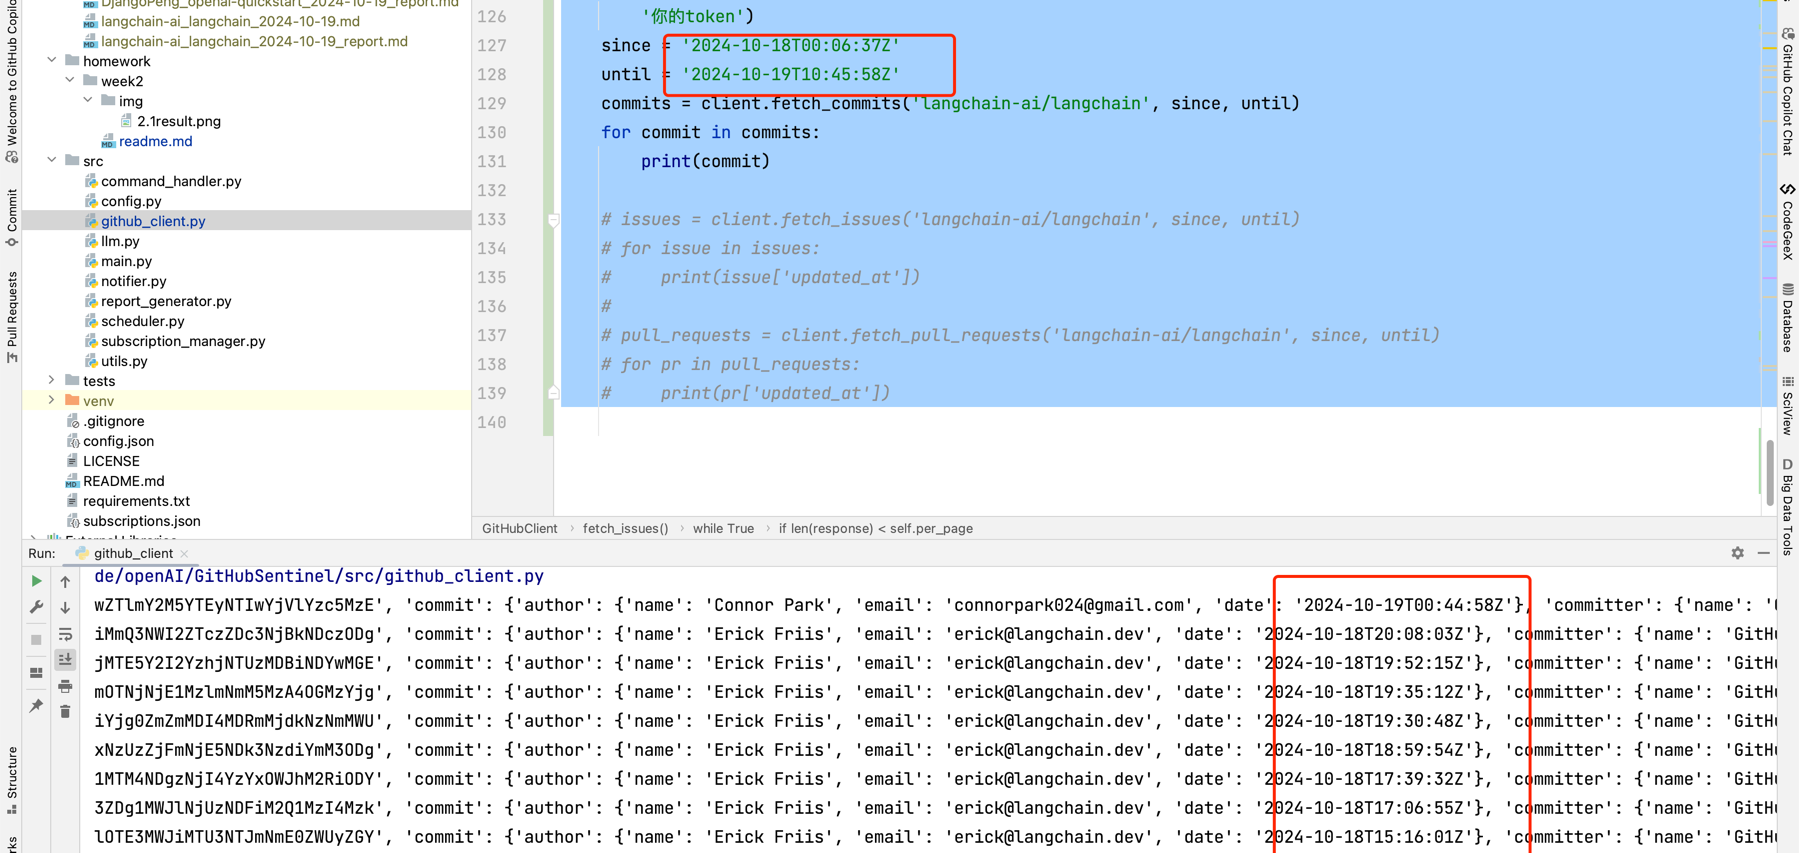 DjangoPeng_openai-quickstart_2024-10-19_report.md
langchain-ai_langchain_2024-10-19.md
langchain-ai_langchain_2024-10-19_report.md
homework
week2
img
2.1result.png
readme.md
src
command_handler.py
config.py
github_client.py
llm.py
main.py
notifier.py
report_generator.py
scheduler.py
subscription_manager.py
utils.py
tests
venv
.gitignore
config.json
LICENSE
README.md
requirements.txt
subscriptions.json
Welcome to GitHub Copilot
Commit
Pull Requests
Structure
126 '你的token')
127 since = '2024-10-18T00:06:37Z'
128 until = '2024-10-19T10:45:58Z'
129 commits = client.fetch_commits('langchain-ai/langchain', since, until)
130 for commit in commits:
131 print(commit)
132
133 # issues = client.fetch_issues('langchain-ai/langchain', since, until)
134 # for issue in issues:
135 # print(issue['updated_at'])
136 #
137 # pull_requests = client.fetch_pull_requests('langchain-ai/langchain', since, until)
138 # for pr in pull_requests:
139 # print(pr['updated_at'])
140
GitHubClient › fetch_issues() › while True › if len(response) < self.per_page
GitHub Copilot Chat
CodeGeeX
Database
SciView
D Big Data Tools
Run: github_client ×
de/openAI/GitHubSentinel/src/github_client.py
wZTlmY2M5YTEyNTIwYjVlYzc5MzE', 'commit': {'author': {'name': 'Connor Park', 'email': 'connorpark024@gmail.com', 'date': '2024-10-19T00:44:58Z'}, 'committer': {'name': '
iMmQ3NWI2ZTczZDc3NjBkNDczODg', 'commit': {'author': {'name': 'Erick Friis', 'email': 'erick@langchain.dev', 'date': '2024-10-18T20:08:03Z'}, 'committer': {'name': 'GitHu
jMTE5Y2I2YzhjNTUzMDBiNDYwMGE', 'commit': {'author': {'name': 'Erick Friis', 'email': 'erick@langchain.dev', 'date': '2024-10-18T19:52:15Z'}, 'committer': {'name': 'GitHu
mOTNjNjE1MzlmNmM5MzA4OGMzYjg', 'commit': {'author': {'name': 'Erick Friis', 'email': 'erick@langchain.dev', 'date': '2024-10-18T19:35:12Z'}, 'committer': {'name': 'GitHu
iYjg0ZmZmMDI4MDRmMjdkNzNmMWU', 'commit': {'author': {'name': 'Erick Friis', 'email': 'erick@langchain.dev', 'date': '2024-10-18T19:30:48Z'}, 'committer': {'name': 'GitHu
xNzUzZjFmNjE5NDk3NzdiYmM3ODg', 'commit': {'author': {'name': 'Erick Friis', 'email': 'erick@langchain.dev', 'date': '2024-10-18T18:59:54Z'}, 'committer': {'name': 'GitHu
1MTM4NDgzNjI4YzYxOWJhM2RiODY', 'commit': {'author': {'name': 'Erick Friis', 'email': 'erick@langchain.dev', 'date': '2024-10-18T17:39:32Z'}, 'committer': {'name': 'GitHu
3ZDg1MWJlNjUzNDFiM2Q1MzI4Mzk', 'commit': {'author': {'name': 'Erick Friis', 'email': 'erick@langchain.dev', 'date': '2024-10-18T17:06:55Z'}, 'committer': {'name': 'GitHu
lOTE3MWJiMTU3NTJmNmE0ZWUyZGY', 'commit': {'author': {'name': 'Erick Friis', 'email': 'erick@langchain.dev', 'date': '2024-10-18T15:16:01Z'}, 'committer': {'name': 'GitHu